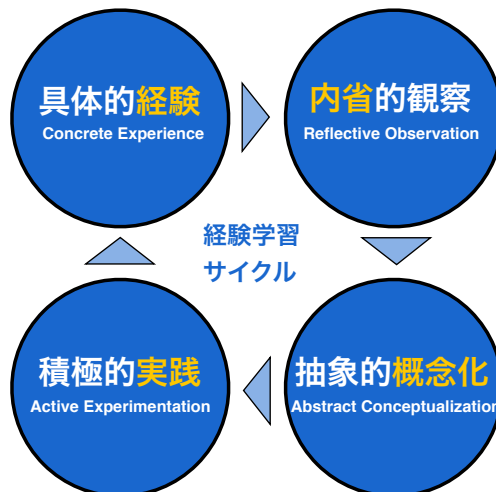 具体的経験
Concrete Experience
内省的観察
Reflective Observation
経験学習
サイクル
積極的実践
Active Experimentation
抽象的概念化
Abstract Conceptualization